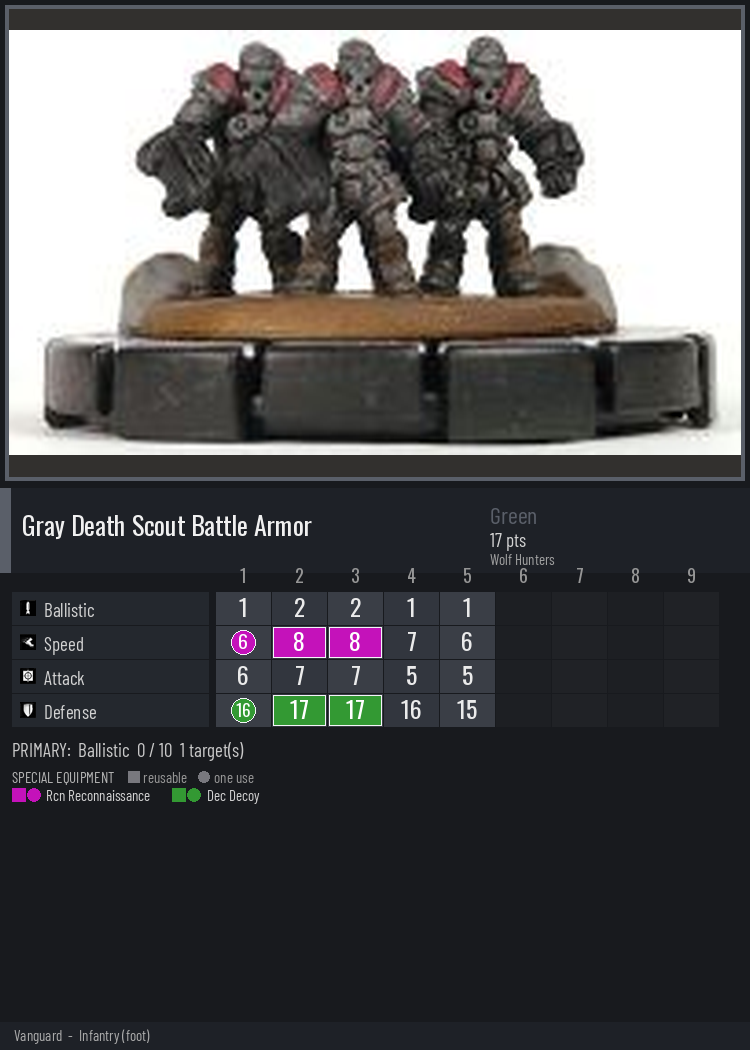 Gray Death Scout Battle Armor
Green
17 pts
Wolf Hunters
1 2 3 4 5 6 7 8 9
Ballistic 1 2 2 1 1
Speed 6 8 8 7 6
Attack 6 7 7 5 5
Defense 16 17 17 16 15
PRIMARY: Ballistic 0 / 10 1 target(s)
SPECIAL EQUIPMENT reusable one use
Rcn Reconnaissance Dec Decoy
Vanguard - Infantry (foot)